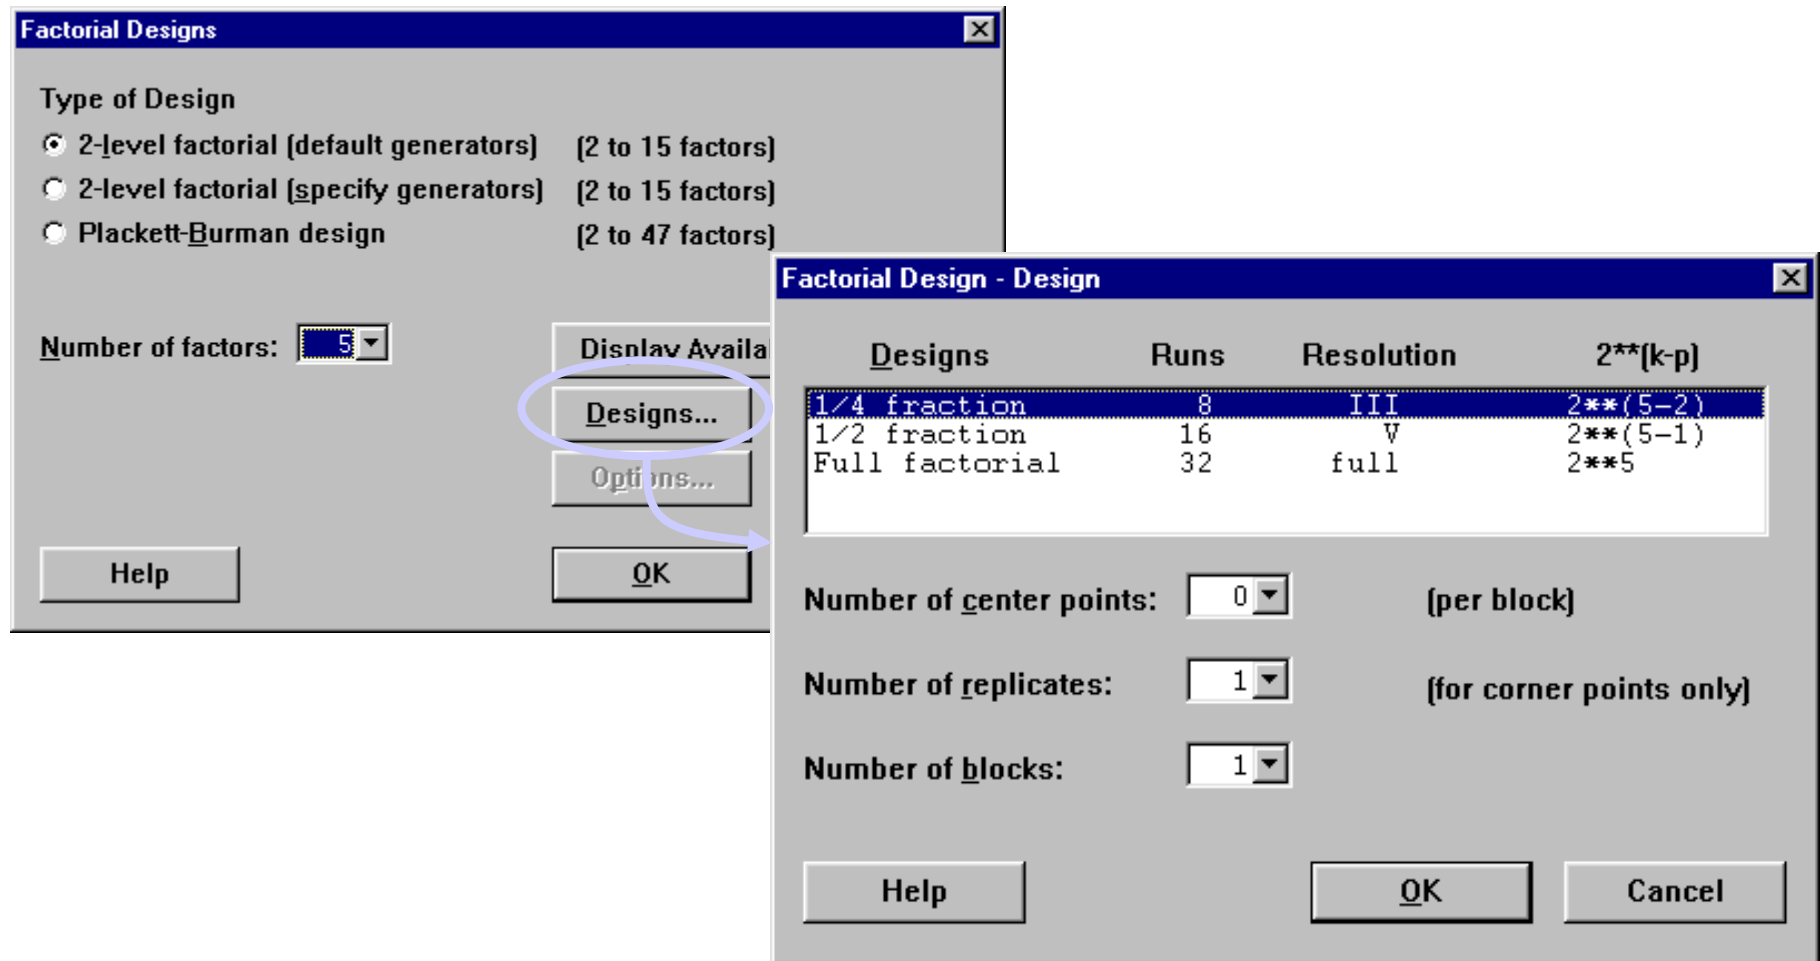 Factorial Designs
Type of Design
2-level factorial (default generators) (2 to 15 factors)
2-level factorial (specify generators) (2 to 15 factors)
Plackett-Burman design (2 to 47 factors)
Number of factors: 5
Display Availa
Designs...
Options...
Help OK
Factorial Design - Design
Designs Runs Resolution 2**(k-p)
1/4 fraction 8 III 2**(5-2)
1/2 fraction 16 V 2**(5-1)
Full factorial 32 full 2**5
Number of center points: 0 (per block)
Number of replicates: 1 (for corner points only)
Number of blocks: 1
Help OK Cancel